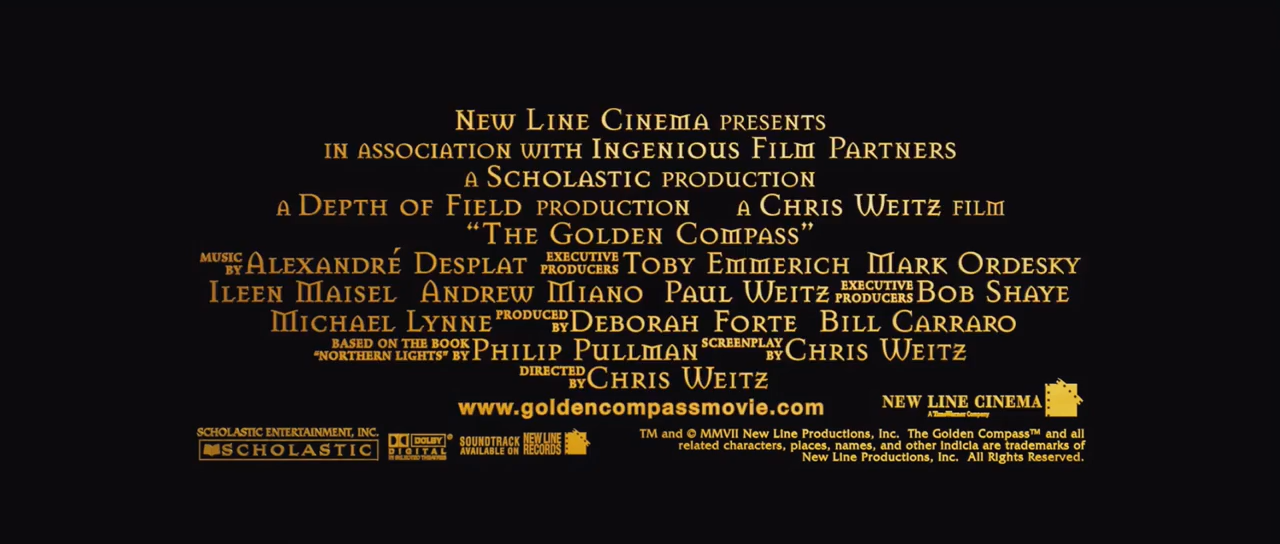 NEW LINE CINEMA PRESENTS
IN ASSOCIATION WITH INGENIOUS FILM PARTNERS
A SCHOLASTIC PRODUCTION
A DEPTH OF FIELD PRODUCTION A CHRIS WEITZ FILM
“THE GOLDEN COMPASS”
MUSIC BY ALEXANDRÉ DESPLAT EXECUTIVE PRODUCERS TOBY EMMERICH MARK ORDESKY
ILEEN MAISEL ANDREW MIANO PAUL WEITZ EXECUTIVE PRODUCERS BOB SHAYE
MICHAEL LYNNE PRODUCED BY DEBORAH FORTE BILL CARRARO
BASED ON THE BOOK “NORTHERN LIGHTS” BY PHILIP PULLMAN SCREENPLAY BY CHRIS WEITZ
DIRECTED BY CHRIS WEITZ
www.goldencompassmovie.com
NEW LINE CINEMA
A TimeWarner Company
SCHOLASTIC ENTERTAINMENT, INC.
SCHOLASTIC
DOLBY DIGITAL
IN SELECTED THEATRES
SOUNDTRACK AVAILABLE ON NEW LINE RECORDS
TM and © MMVII New Line Productions, Inc. The Golden Compass™ and all
related characters, places, names, and other indicia are trademarks of
New Line Productions, Inc. All Rights Reserved.